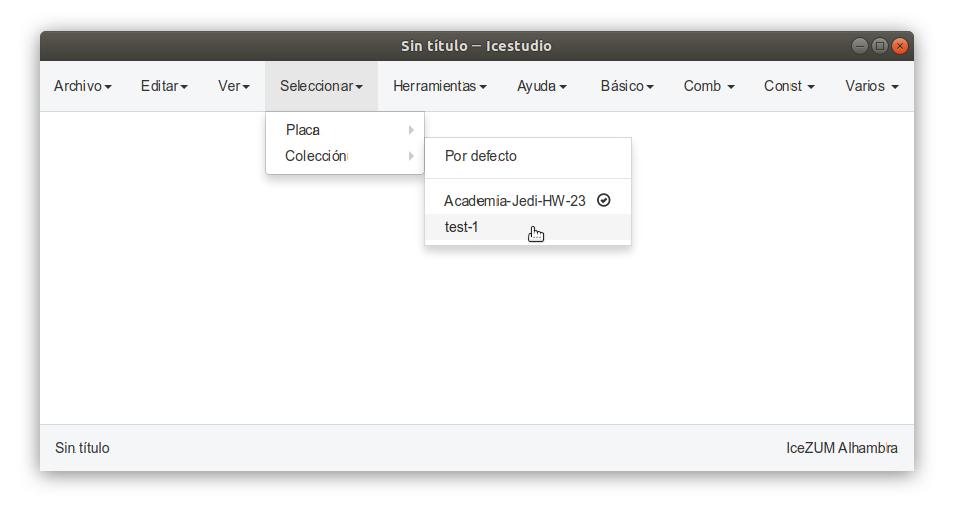 Sin título – Icestudio
Archivo Editar Ver Seleccionar Herramientas Ayuda Básico Comb Const Varios
Placa
Colección
Por defecto
Academia-Jedi-HW-23
test-1
Sin título IceZUM Alhambra